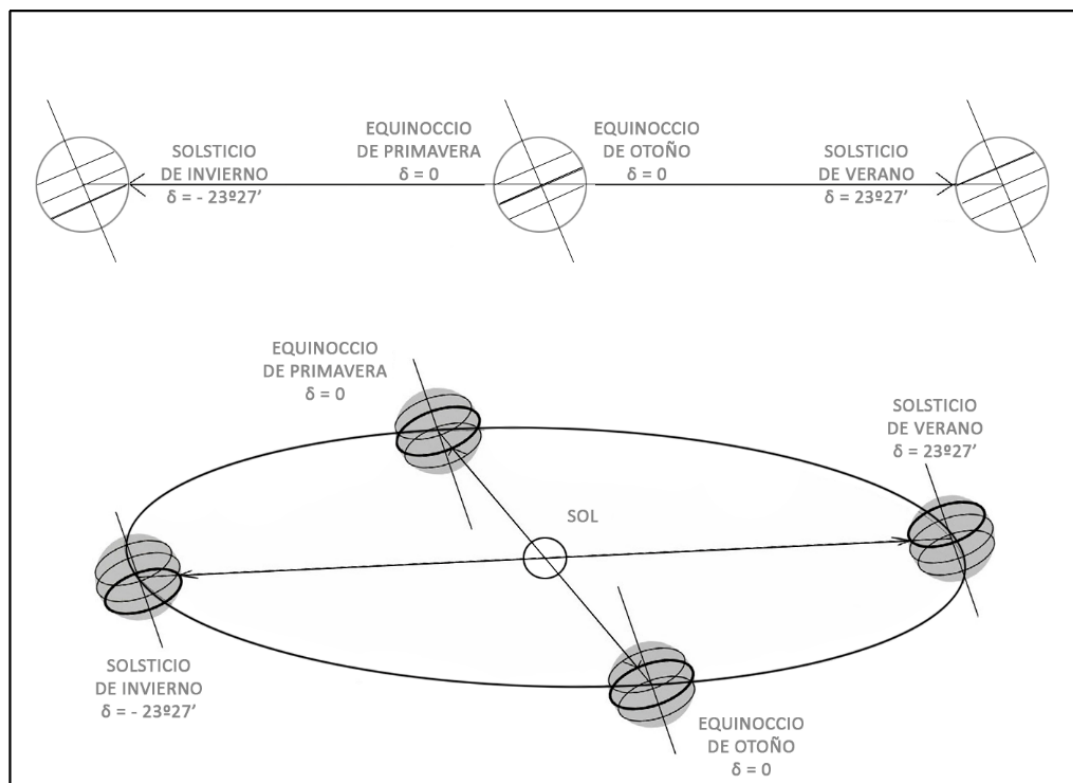 EQUINOCCIO
DE PRIMAVERA
δ = 0
EQUINOCCIO
DE OTOÑO
δ = 0
SOLSTICIO
DE INVIERNO
δ = - 23º27'
SOLSTICIO
DE VERANO
δ = 23º27'
EQUINOCCIO
DE PRIMAVERA
δ = 0
SOLSTICIO
DE VERANO
δ = 23º27'
SOL
SOLSTICIO
DE INVIERNO
δ = - 23º27'
EQUINOCCIO
DE OTOÑO
δ = 0